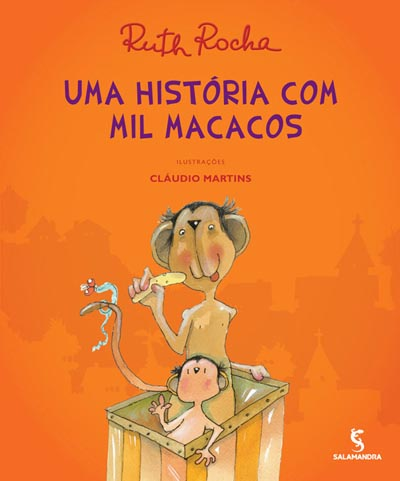 Ruth Rocha
UMA HISTÓRIA COM
MIL MACACOS
ILUSTRAÇÕES
CLÁUDIO MARTINS
SALAMANDRA